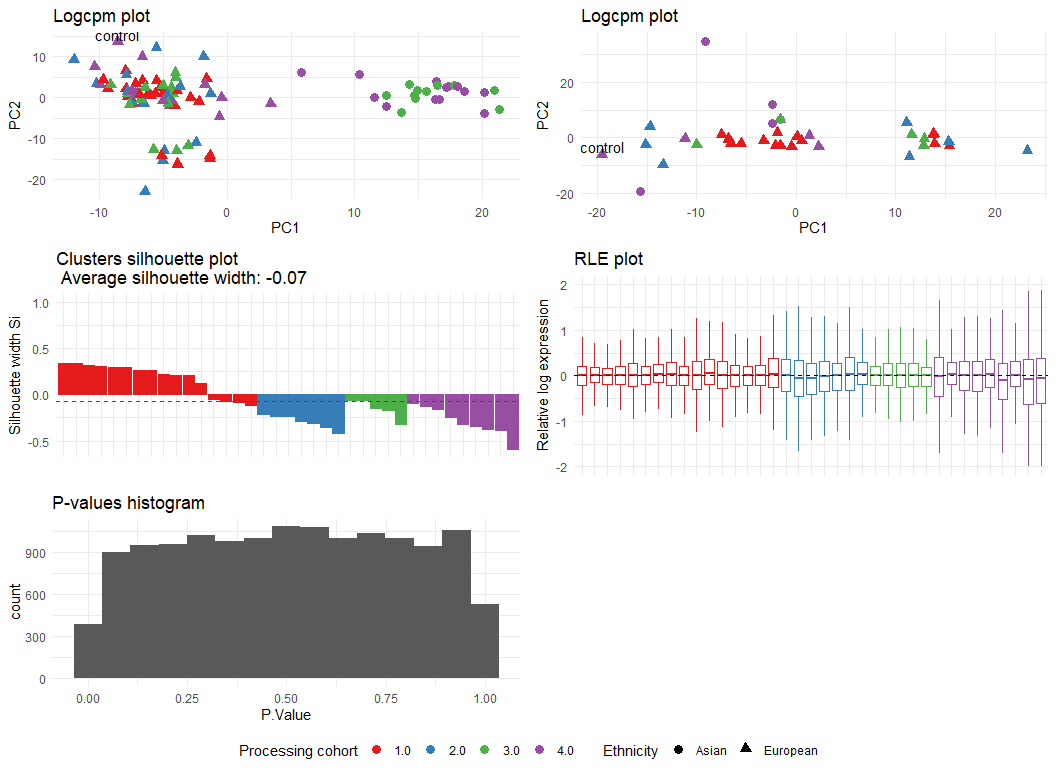 Logcpm plot
control
10
0
-10
-20
PC2
-10
0
10
20
PC1
Logcpm plot
control
20
0
-20
PC2
-20
-10
0
10
20
PC1
Clusters silhouette plot
Average silhouette width: -0.07
1.0
0.5
0.0
-0.5
Silhouette width Si
RLE plot
2
1
0
-1
-2
Relative log expression
P-values histogram
900
600
300
0
count
0.00
0.25
0.50
0.75
1.00
P.Value
Processing cohort 1.0 2.0 3.0 4.0 Ethnicity Asian European